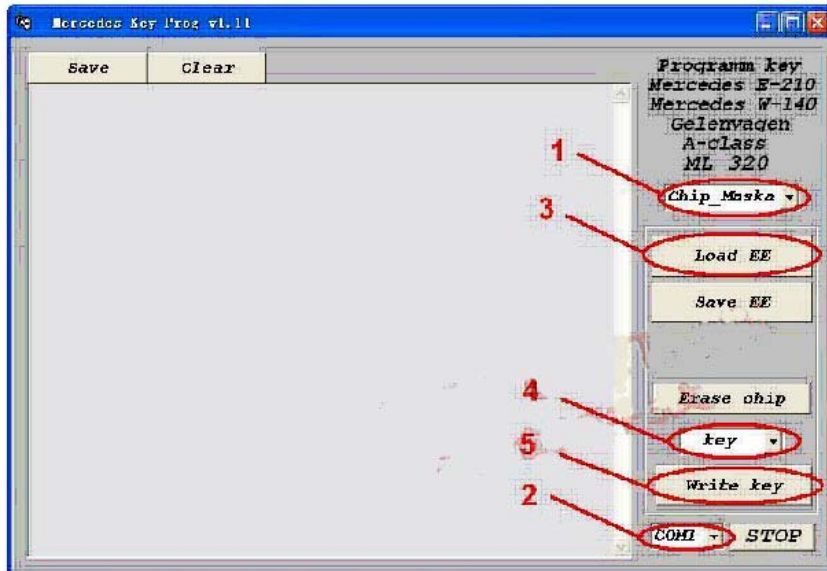 Mercedes Key Prog v1.11
Save Clear
Programm key
Mercedes E-210
Mercedes W-140
Gelenvagen
A-class
ML 320
1
Chip_Maska
3
Load EE
Save EE
Erase chip
4
key
5
Write key
2
COM1 STOP